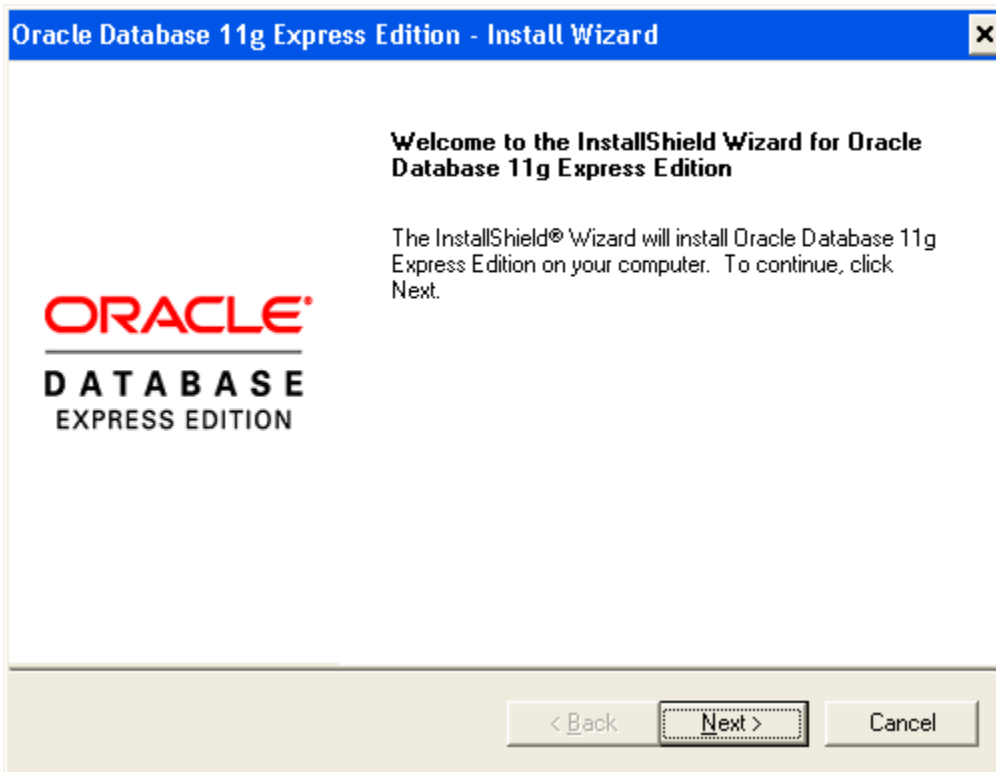 Oracle Database 11g Express Edition - Install Wizard
Welcome to the InstallShield Wizard for Oracle
Database 11g Express Edition
The InstallShield® Wizard will install Oracle Database 11g
Express Edition on your computer.  To continue, click
Next.
ORACLE
DATABASE
EXPRESS EDITION
< Back
Next >
Cancel